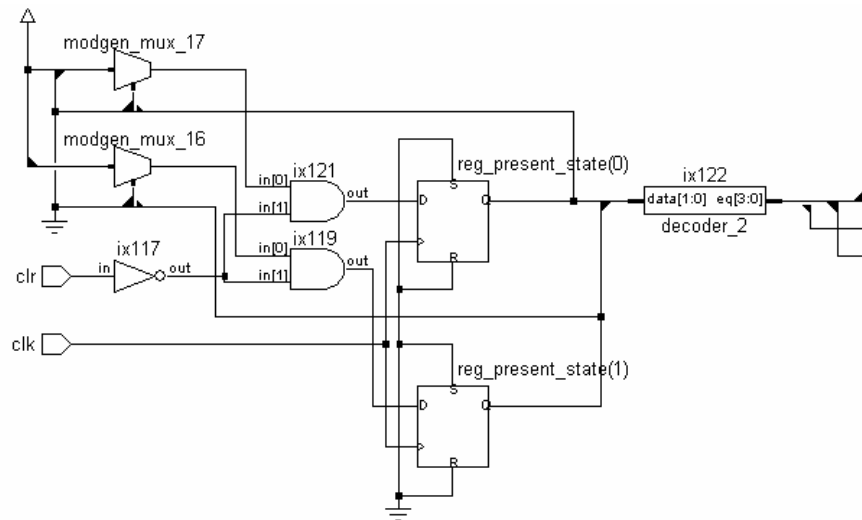 modgen_mux_17
modgen_mux_16
ix121
in[0]
in[1]
out
ix119
in[0]
in[1]
out
ix117
in
out
clr
clk
reg_present_state(0)
S
D
Q
R
reg_present_state(1)
S
D
Q
R
ix122
data[1:0] eq[3:0]
decoder_2